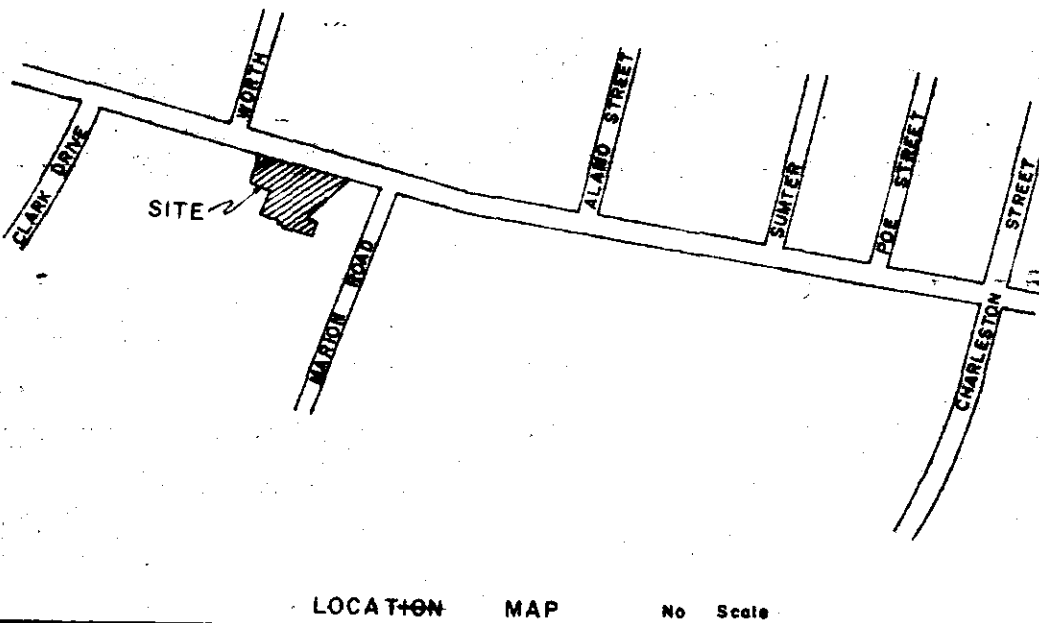 WORTH
ALAMO STREET
SUMTER
POE STREET
CHARLESTON STREET
CLARK DRIVE
SITE
MARION ROAD
LOCATION MAP No Scale